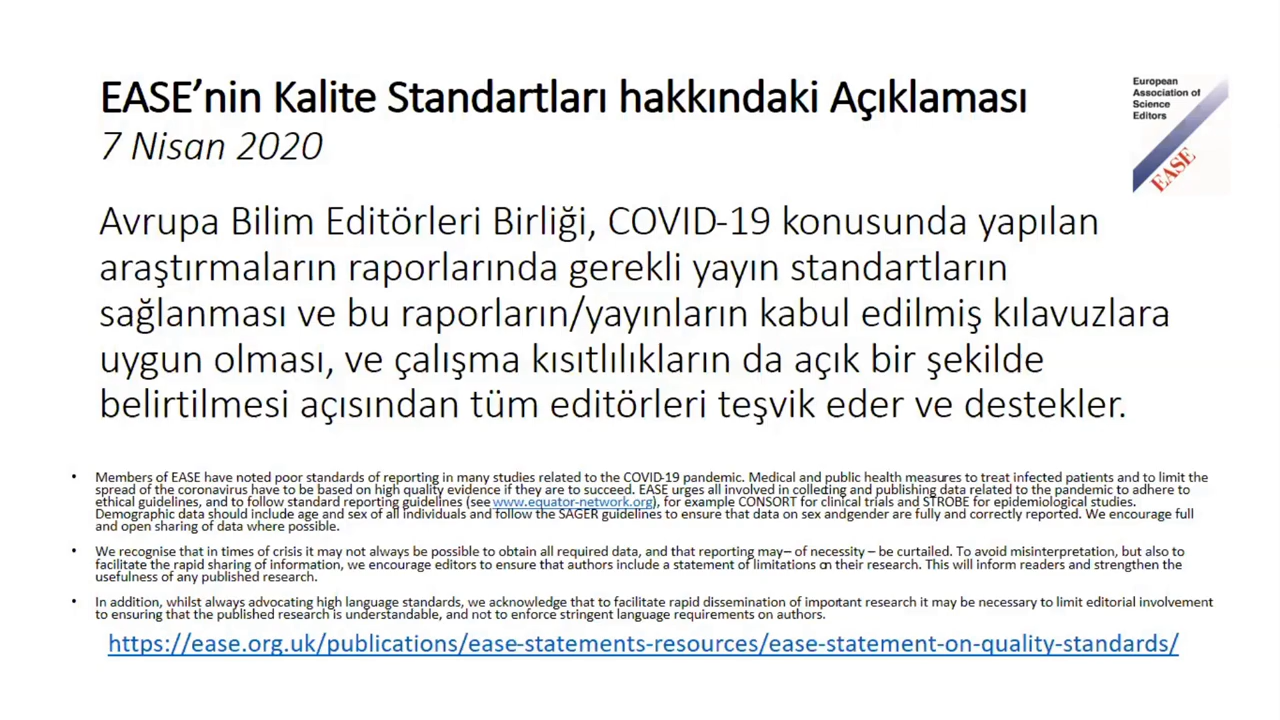 EASE’nin Kalite Standartları hakkındaki Açıklaması
7 Nisan 2020
European
Association of
Science
Editors
EASE
Avrupa Bilim Editörleri Birliği, COVID-19 konusunda yapılan
araştırmaların raporlarında gerekli yayın standartların
sağlanması ve bu raporların/yayınların kabul edilmiş kılavuzlara
uygun olması, ve çalışma kısıtlılıkların da açık bir şekilde
belirtilmesi açısından tüm editörleri teşvik eder ve destekler.
• Members of EASE have noted poor standards of reporting in many studies related to the COVID-19 pandemic. Medical and public health measures to treat infected patients and to limit the
spread of the coronavirus have to be based on high quality evidence if they are to succeed. EASE urges all involved in collecting and publishing data related to the pandemic to adhere to
ethical guidelines, and to follow standard reporting guidelines (see www.equator-network.org), for example CONSORT for clinical trials and STROBE for epidemiological studies.
Demographic data should include age and sex of all individuals and follow the SAGER guidelines to ensure that data on sex andgender are fully and correctly reported. We encourage full
and open sharing of data where possible.
• We recognise that in times of crisis it may not always be possible to obtain all required data, and that reporting may– of necessity – be curtailed. To avoid misinterpretation, but also to
facilitate the rapid sharing of information, we encourage editors to ensure that authors include a statement of limitations on their research. This will inform readers and strengthen the
usefulness of any published research.
• In addition, whilst always advocating high language standards, we acknowledge that to facilitate rapid dissemination of important research it may be necessary to limit editorial involvement
to ensuring that the published research is understandable, and not to enforce stringent language requirements on authors.
https://ease.org.uk/publications/ease-statements-resources/ease-statement-on-quality-standards/